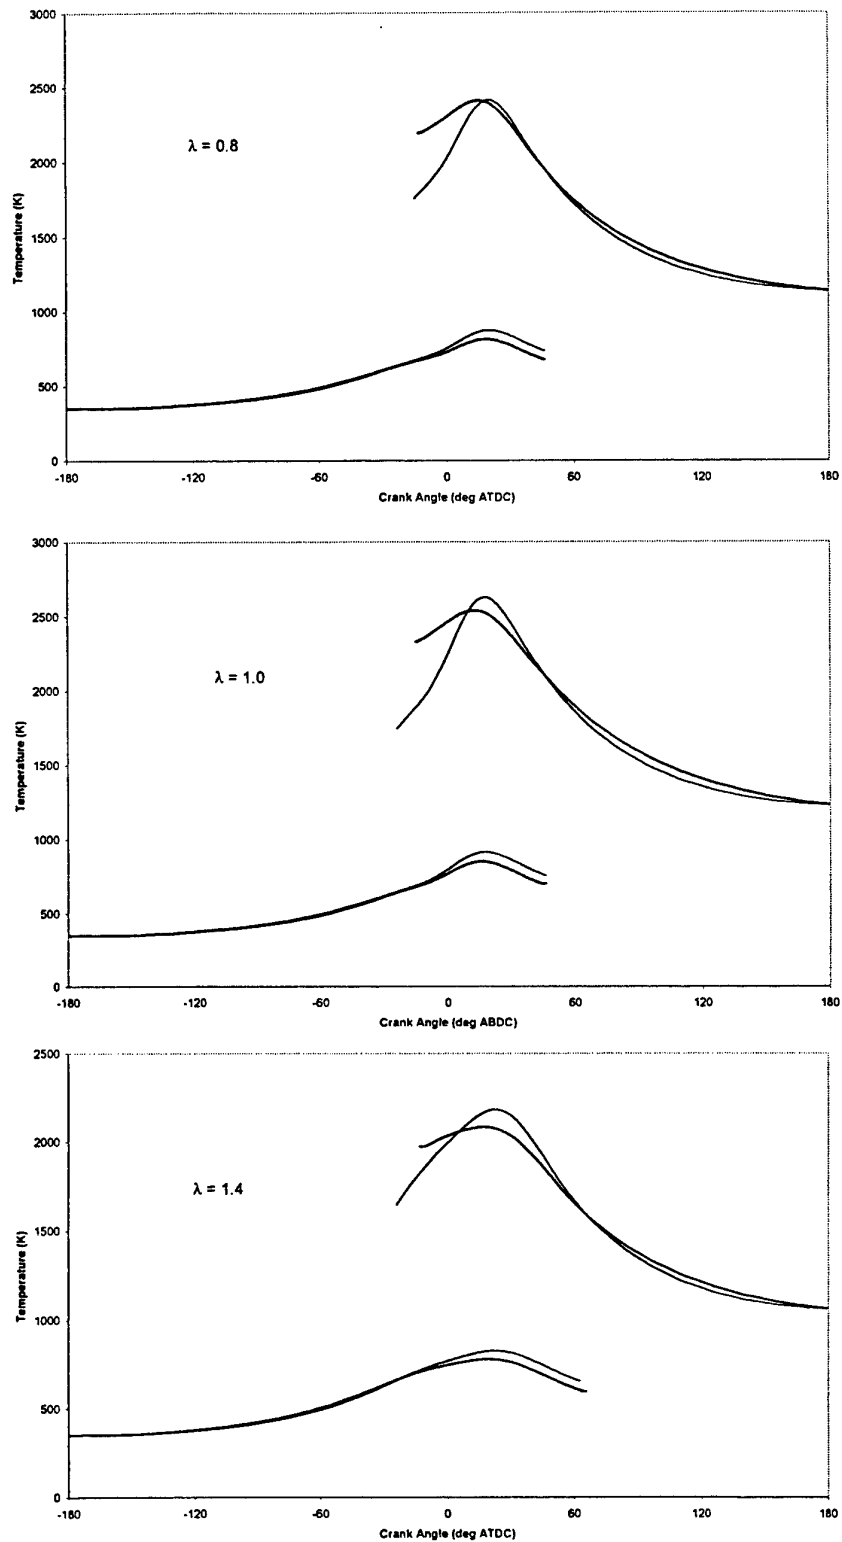 3000
2500
2000
1500
1000
500
0
Temperature (K)
λ = 0.8
-180 -120 -60 0 60 120 180
Crank Angle (deg ATDC)
3000
2500
2000
1500
1000
500
0
Temperature (K)
λ = 1.0
-180 -120 -60 0 60 120 180
Crank Angle (deg ABDC)
2500
2000
1500
1000
500
0
Temperature (K)
λ = 1.4
-180 -120 -60 0 60 120 180
Crank Angle (deg ATDC)